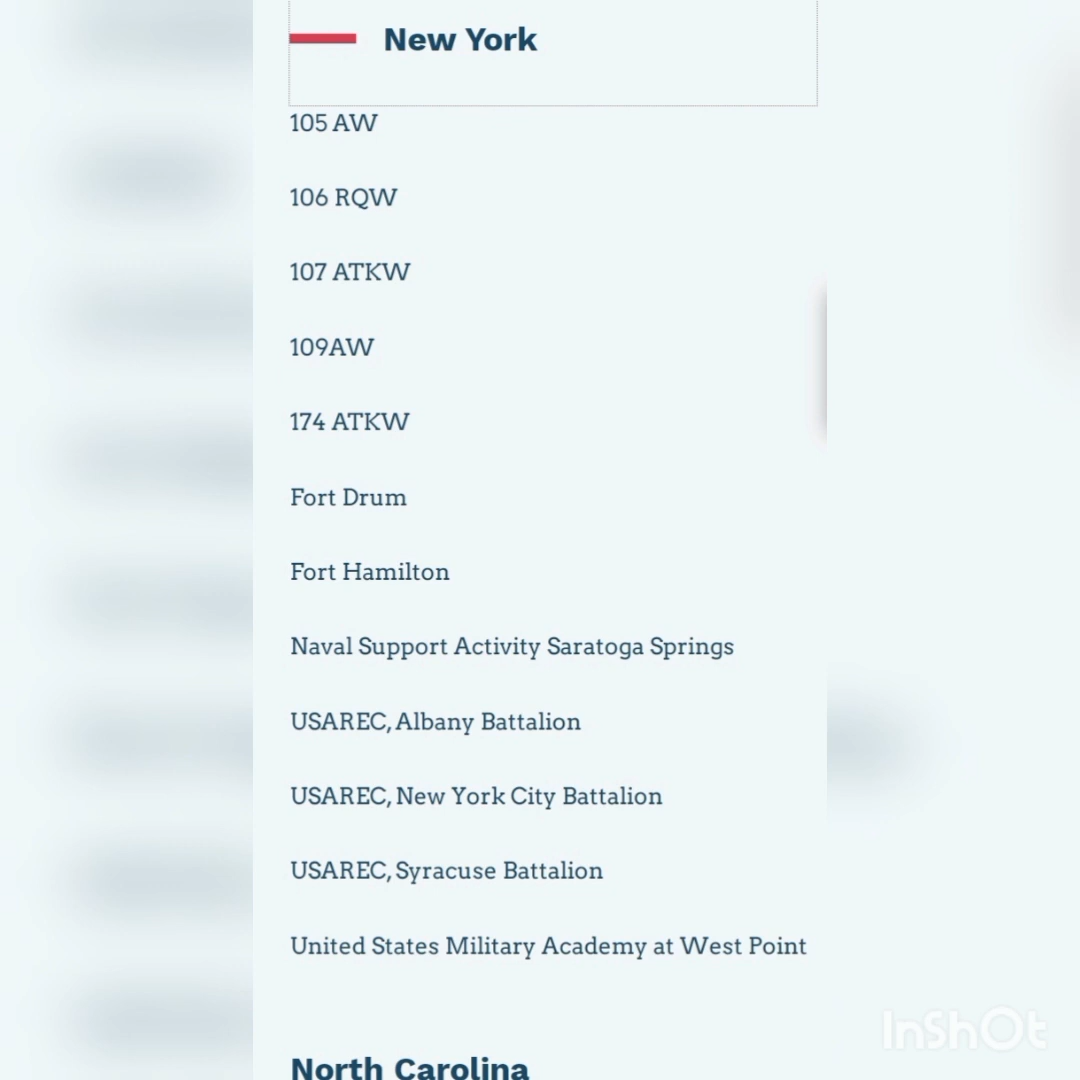 New York
105 AW
106 RQW
107 ATKW
109AW
174 ATKW
Fort Drum
Fort Hamilton
Naval Support Activity Saratoga Springs
USAREC, Albany Battalion
USAREC, New York City Battalion
USAREC, Syracuse Battalion
United States Military Academy at West Point
North Carolina
InShOt